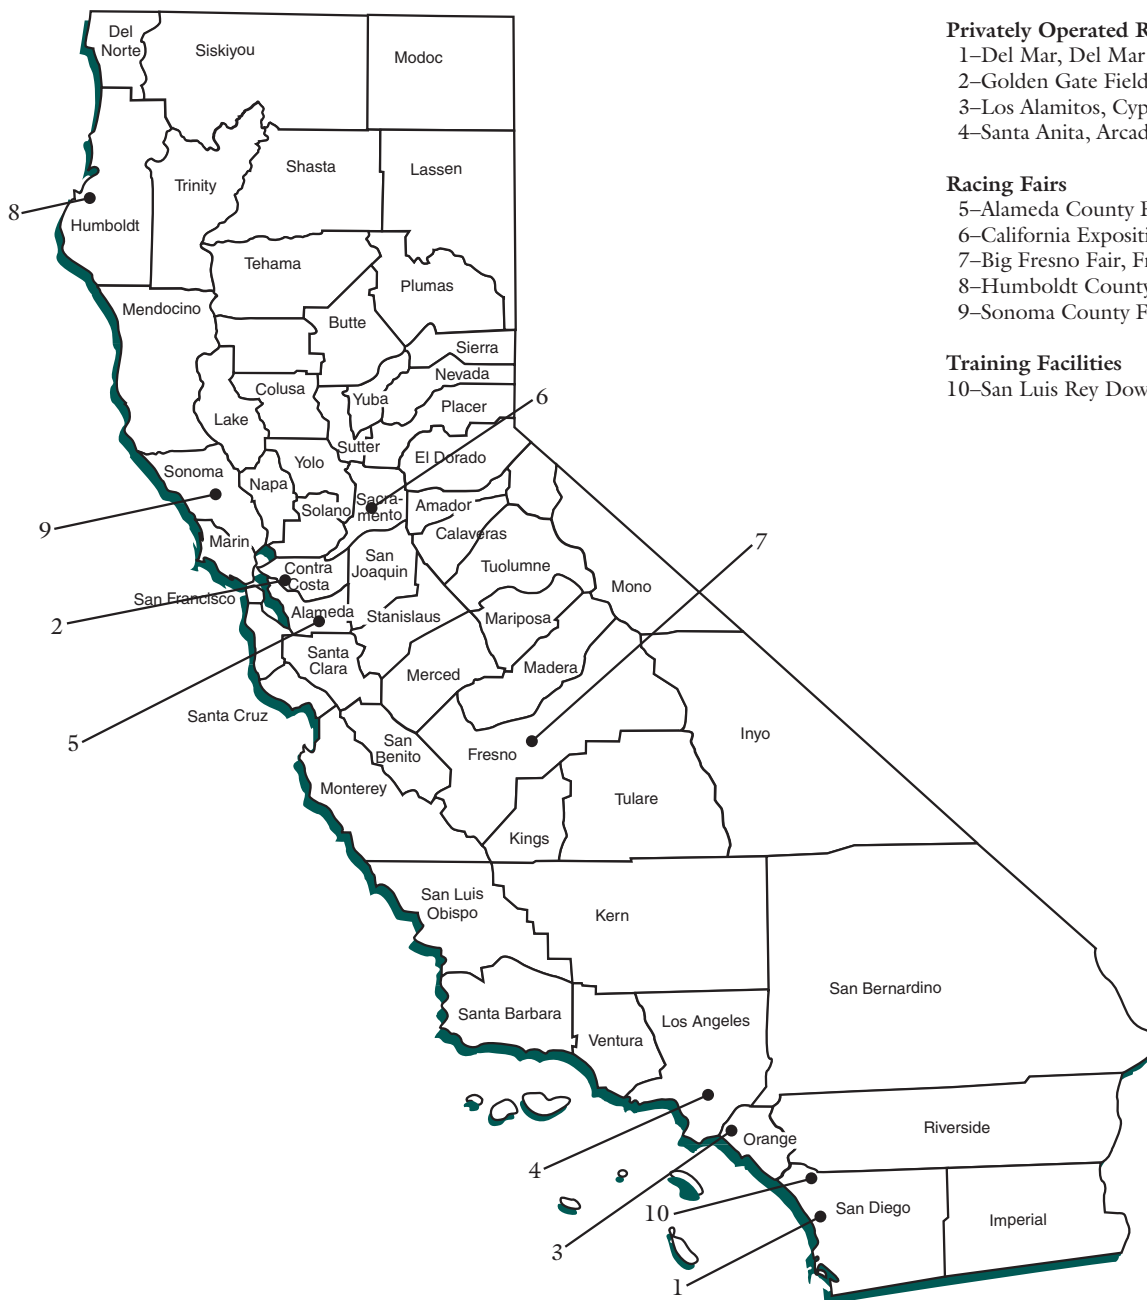 Del
Norte
Siskiyou
Modoc
Shasta
Lassen
Trinity
8
Humboldt
Tehama
Plumas
Mendocino
Butte
Sierra
Nevada
Colusa
Yuba
Placer
6
Lake
Sutter
El Dorado
Sonoma
Yolo
Napa
Sacra-
mento
Solano
Amador
9
Calaveras
Marin
San
Joaquin
7
Contra
Costa
Tuolumne
Mono
San Francisco
2
Alameda
Stanislaus
Mariposa
Santa
Clara
Merced
Madera
Santa Cruz
5
San
Benito
Fresno
Inyo
Monterey
Tulare
Kings
San Luis
Obispo
Kern
San Bernardino
Santa Barbara
Los Angeles
Ventura
Riverside
Orange
4
10
San Diego
Imperial
3
1
Privately Operated R
1–Del Mar, Del Mar
2–Golden Gate Field
3–Los Alamitos, Cyp
4–Santa Anita, Arcad
Racing Fairs
5–Alameda County
6–California Expositi
7–Big Fresno Fair, Fr
8–Humboldt County
9–Sonoma County F
Training Facilities
10–San Luis Rey Dow